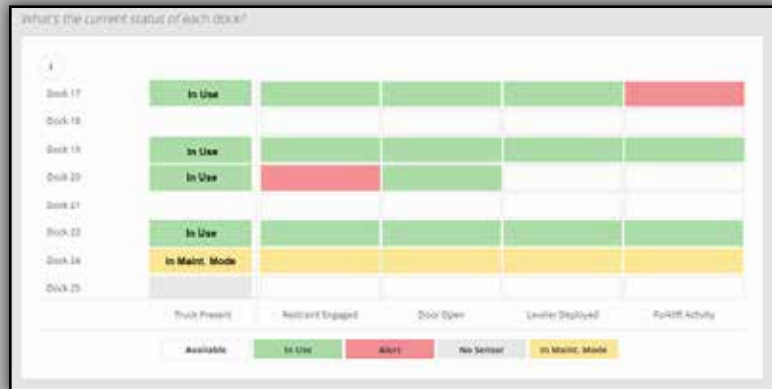 What's the current status of each dock?
Dock 17 In Use
Dock 18
Dock 19 In Use
Dock 20 In Use
Dock 21
Dock 23 In Use
Dock 24 In Maint. Mode
Dock 25
Truck Present Restraint Engaged Door Open Leveler Deployed Forklift Activity
Available In Use Alert No Sensor In Maint. Mode